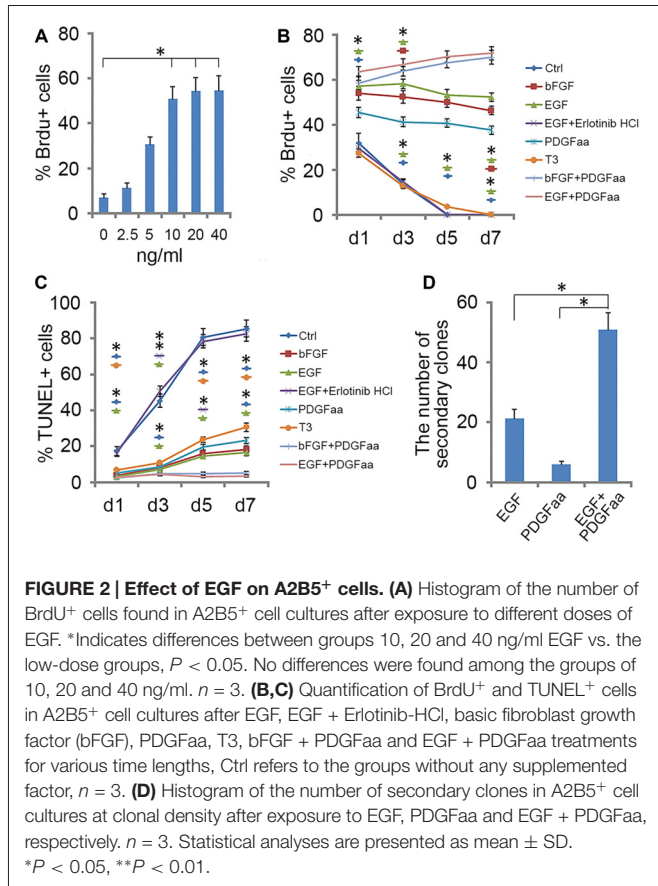 A
% Brdu+ cells
80
60
40
20
0
*
0 2.5 5 10 20 40
ng/ml
B
% Brdu+ cells
80
60
40
20
0
* * * * * *
d1 d3 d5 d7
Ctrl
bFGF
EGF
EGF+Erlotinib HCl
PDGFaa
T3
bFGF+PDGFaa
EGF+PDGFaa
C
% TUNEL+ cells
100
80
60
40
20
0
* * ** * * * * *
d1 d3 d5 d7
Ctrl
bFGF
EGF
EGF+Erlotinib HCl
PDGFaa
T3
bFGF+PDGFaa
EGF+PDGFaa
D
The number of
secondary clones
60
40
20
0
*
*
EGF
PDGFaa
EGF+
PDGFaa
FIGURE 2 | Effect of EGF on A2B5+ cells. (A) Histogram of the number of
BrdU+ cells found in A2B5+ cell cultures after exposure to different doses of
EGF. *Indicates differences between groups 10, 20 and 40 ng/ml EGF vs. the
low-dose groups, P < 0.05. No differences were found among the groups of
10, 20 and 40 ng/ml. n = 3. (B,C) Quantification of BrdU+ and TUNEL+ cells
in A2B5+ cell cultures after EGF, EGF + Erlotinib-HCl, basic fibroblast growth
factor (bFGF), PDGFaa, T3, bFGF + PDGFaa and EGF + PDGFaa treatments
for various time lengths, Ctrl refers to the groups without any supplemented
factor, n = 3. (D) Histogram of the number of secondary clones in A2B5+ cell
cultures at clonal density after exposure to EGF, PDGFaa and EGF + PDGFaa,
respectively. n = 3. Statistical analyses are presented as mean ± SD.
*P < 0.05, **P < 0.01.